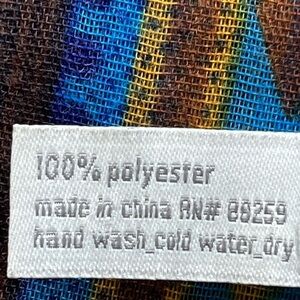 100% polyester
made in china RN# 88259
hand wash_cold water_dry